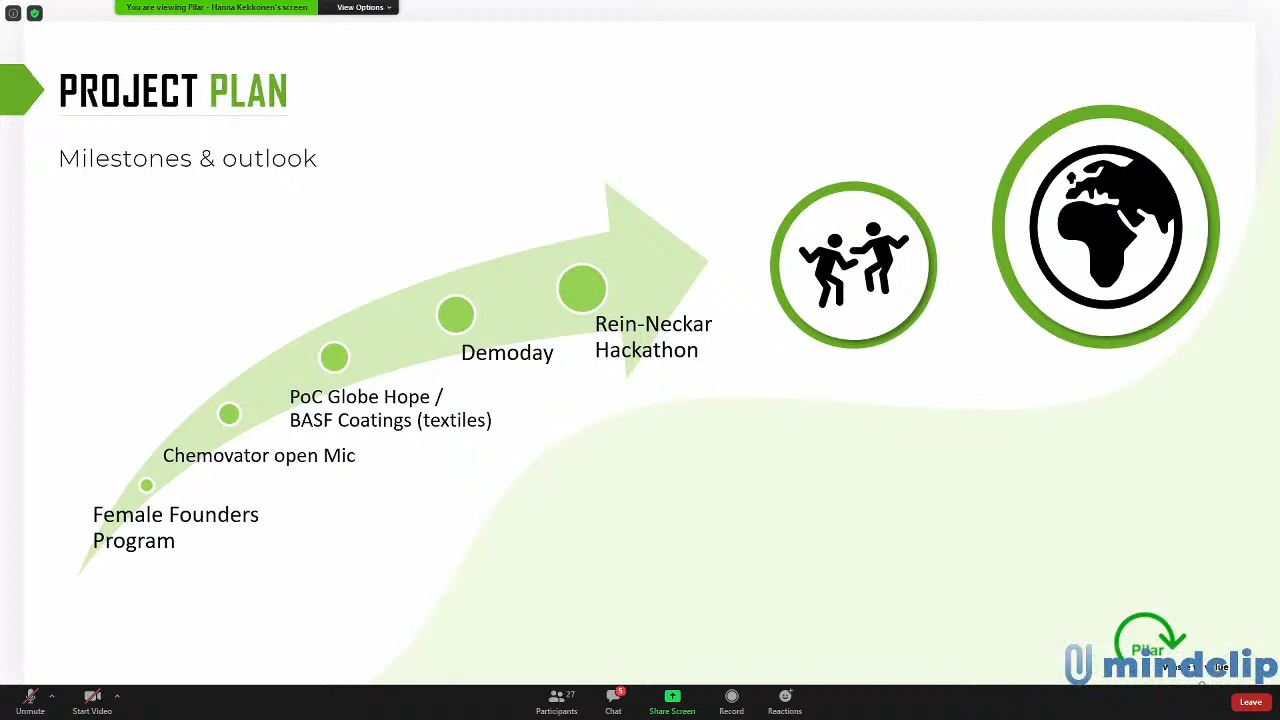 You are viewing Pilar - Hanna Kekkonen's screen
View Options
PROJECT PLAN
Milestones & outlook
Rein-Neckar
Hackathon
Demoday
PoC Globe Hope /
BASF Coatings (textiles)
Chemovator open Mic
Female Founders
Program
Pilar
mindclip
Unmute
Start Video
27
Participants
5
Chat
Share Screen
Record
Reactions
Leave